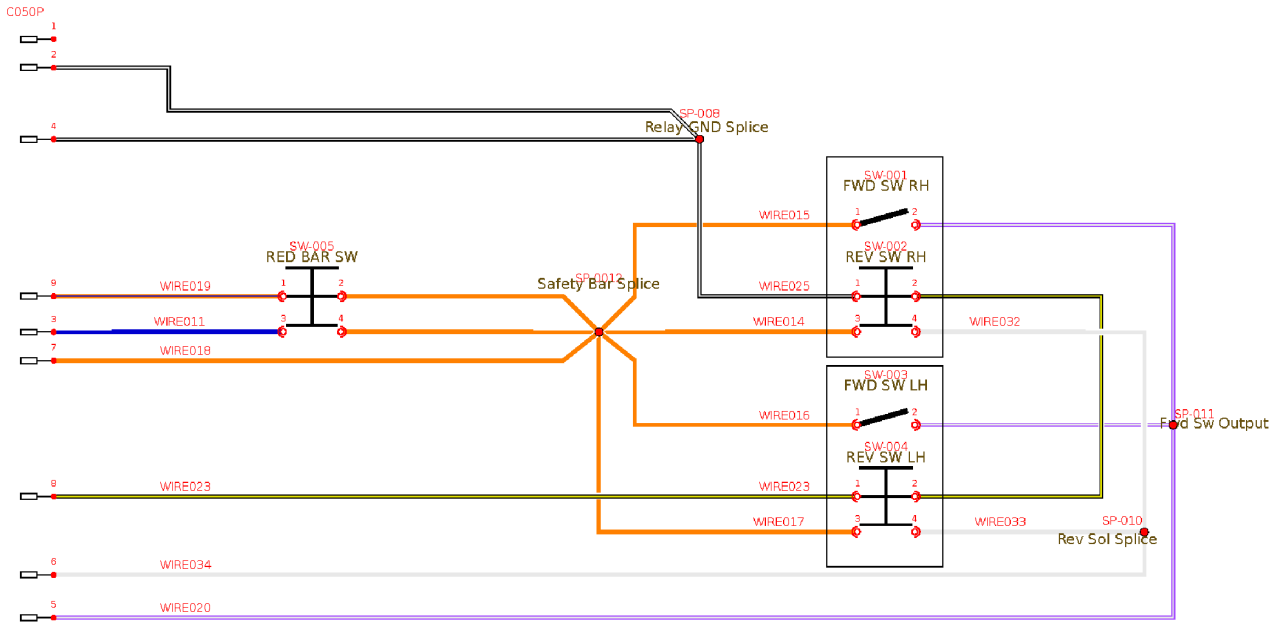 C050P
1
2
4
SP-008
Relay GND Splice
SW-001
FWD SW RH
WIRE015
1
2
SW-005
RED BAR SW
SW-002
REV SW RH
9
WIRE019
1
2
SP-0012
Safety Bar Splice
WIRE025
1
2
3
WIRE011
3
4
WIRE014
3
4
WIRE032
7
WIRE018
SW-003
FWD SW LH
WIRE016
1
2
SP-011
Fwd Sw Output
SW-004
REV SW LH
8
WIRE023
WIRE023
1
2
WIRE017
3
4
WIRE033
SP-010
Rev Sol Splice
6
WIRE034
5
WIRE020